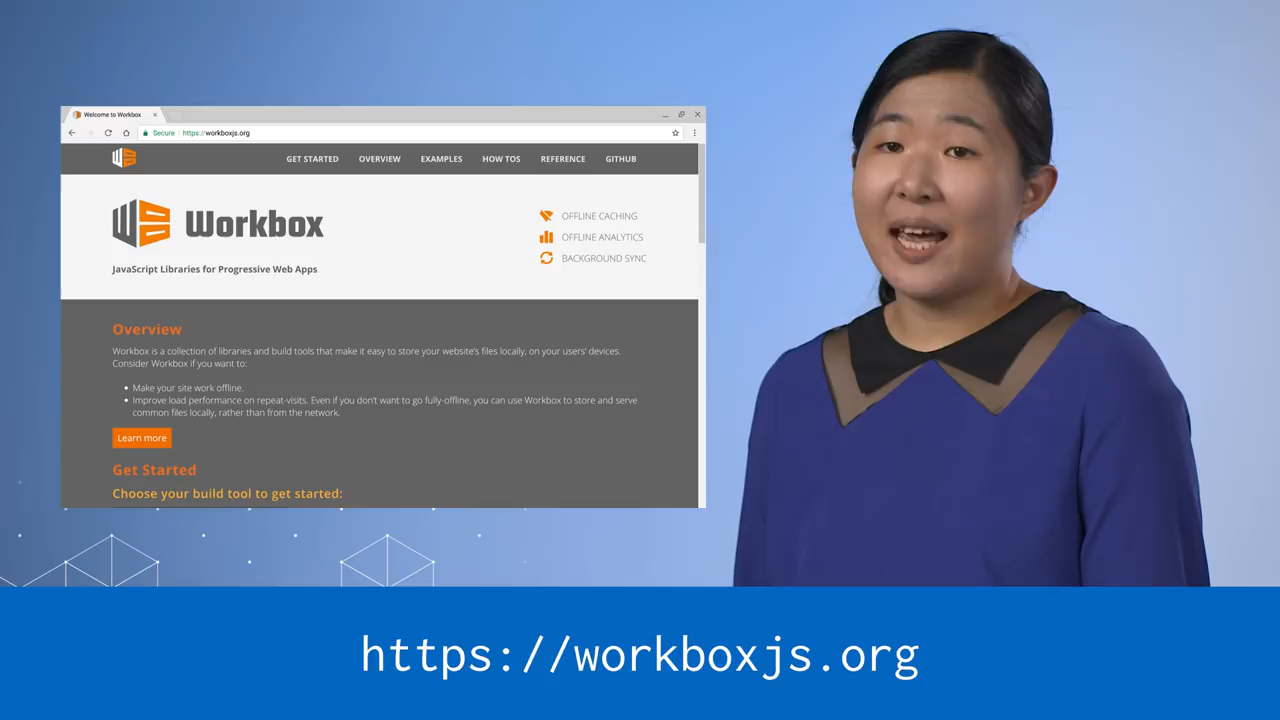 Welcome to Workbox
Secure https://workboxjs.org
GET STARTED OVERVIEW EXAMPLES HOW TOS REFERENCE GITHUB
Workbox
JavaScript Libraries for Progressive Web Apps
OFFLINE CACHING
OFFLINE ANALYTICS
BACKGROUND SYNC
Overview
Workbox is a collection of libraries and build tools that make it easy to store your website's files locally, on your users' devices.
Consider Workbox if you want to:
• Make your site work offline.
• Improve load performance on repeat-visits. Even if you don't want to go fully-offline, you can use Workbox to store and serve
common files locally, rather than from the network.
Learn more
Get Started
Choose your build tool to get started:
https://workboxjs.org